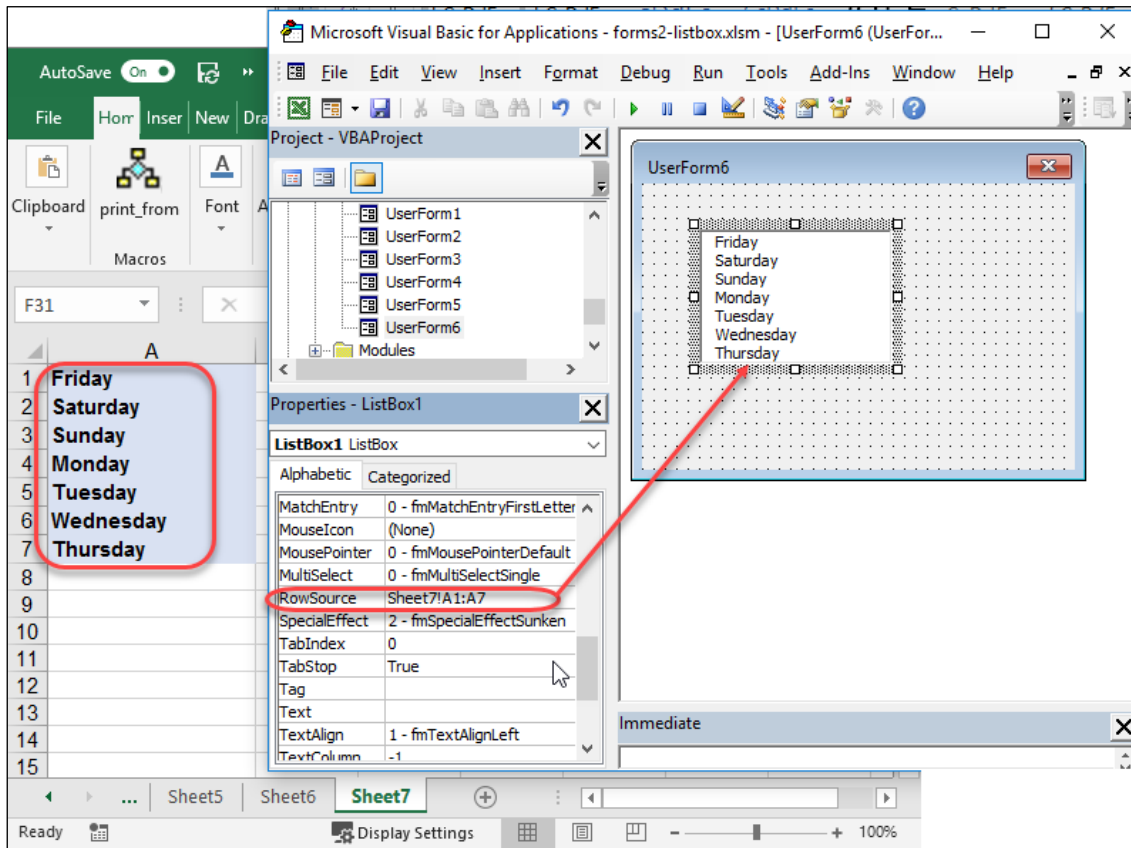 Microsoft Visual Basic for Applications - forms2-listbox.xlsm - [UserForm6 (UserFor...
AutoSave On
File Edit View Insert Format Debug Run Tools Add-Ins Window Help
File Hom Inser New Dra
Project - VBAProject
Clipboard print_from Font A
Macros
UserForm1
UserForm2
UserForm3
UserForm4
UserForm5
UserForm6
Modules
F31
A
1 Friday
2 Saturday
3 Sunday
4 Monday
5 Tuesday
6 Wednesday
7 Thursday
8
9
10
11
12
13
14
15
Properties - ListBox1
ListBox1 ListBox
Alphabetic Categorized
MatchEntry 0 - fmMatchEntryFirstLetter
MouseIcon (None)
MousePointer 0 - fmMousePointerDefault
MultiSelect 0 - fmMultiSelectSingle
RowSource Sheet7!A1:A7
SpecialEffect 2 - fmSpecialEffectSunken
TabIndex 0
TabStop True
Tag
Text
TextAlign 1 - fmTextAlignLeft
TextColumn -1
UserForm6
Friday
Saturday
Sunday
Monday
Tuesday
Wednesday
Thursday
Immediate
... Sheet5 Sheet6 Sheet7
Ready Display Settings 100%